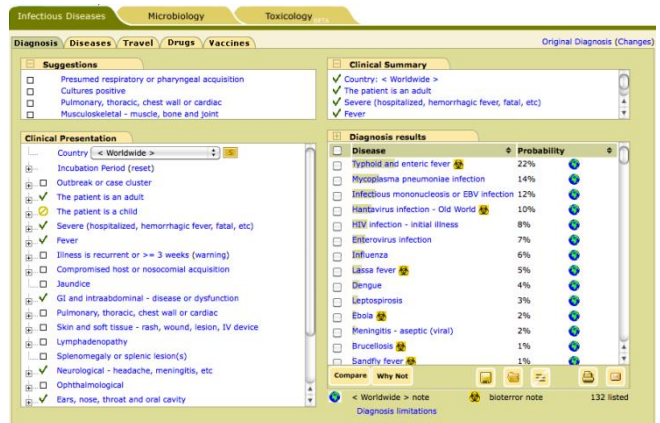 Infectious Diseases Microbiology Toxicology BETA
Diagnosis Diseases Travel Drugs Vaccines Original Diagnosis (Changes)
Suggestions
Presumed respiratory or pharyngeal acquisition
Cultures positive
Pulmonary, thoracic, chest wall or cardiac
Musculoskeletal - muscle, bone and joint
Clinical Summary
Country: < Worldwide >
The patient is an adult
Severe (hospitalized, hemorrhagic fever, fatal, etc)
Fever
Clinical Presentation
Country < Worldwide >
Incubation Period (reset)
Outbreak or case cluster
The patient is an adult
The patient is a child
Severe (hospitalized, hemorrhagic fever, fatal, etc)
Fever
Illness is recurrent or >= 3 weeks (warning)
Compromised host or nosocomial acquisition
Jaundice
GI and intraabdominal - disease or dysfunction
Pulmonary, thoracic, chest wall or cardiac
Skin and soft tissue - rash, wound, lesion, IV device
Lymphadenopathy
Splenomegaly or splenic lesion(s)
Neurological - headache, meningitis, etc
Ophthalmological
Ears, nose, throat and oral cavity
Diagnosis results
Disease Probability
Typhoid and enteric fever 22%
Mycoplasma pneumoniae infection 14%
Infectious mononucleosis or EBV infection 12%
Hantavirus infection - Old World 10%
HIV infection - initial illness 8%
Enterovirus infection 7%
Influenza 6%
Lassa fever 5%
Dengue 4%
Leptospirosis 3%
Ebola 2%
Meningitis - aseptic (viral) 2%
Brucellosis 1%
Sandfly fever 1%
Compare Why Not
< Worldwide > note bioterror note 132 listed
Diagnosis limitations